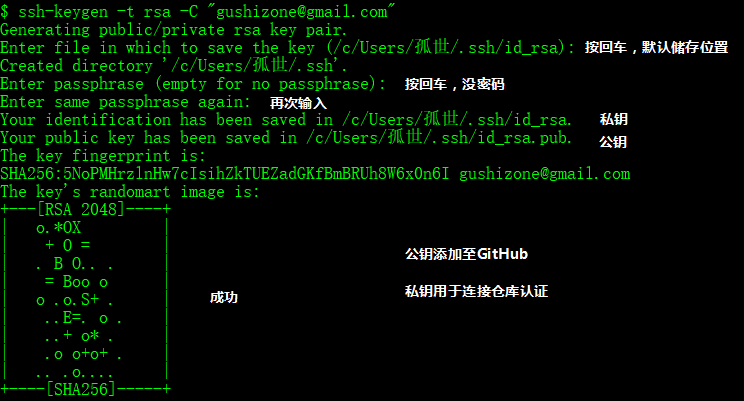 $ ssh-keygen -t rsa -C "gushizone@gmail.com"
Generating public/private rsa key pair.
Enter file in which to save the key (/c/Users/孤世/.ssh/id_rsa): 按回车，默认储存位置
Created directory '/c/Users/孤世/.ssh'.
Enter passphrase (empty for no passphrase): 按回车，没密码
Enter same passphrase again: 再次输入
Your identification has been saved in /c/Users/孤世/.ssh/id_rsa. 私钥
Your public key has been saved in /c/Users/孤世/.ssh/id_rsa.pub. 公钥
The key fingerprint is:
SHA256:5NoPMHrzlnHw7cIsihZkTUEZadGKfBmBRUh8W6x0n6I gushizone@gmail.com
The key's randomart image is:
+---[RSA 2048]----+
|   o.*OX         |
|    + O =        |
|   . B O.. .     |
|    = Boo o      | 公钥添加至GitHub
|   o .o.S+ .     | 成功 私钥用于连接仓库认证
|    ..E=. o .    |
|    ..+ o* .     |
|    .o o+o+ .    |
|   .. .o....     |
+----[SHA256]-----+